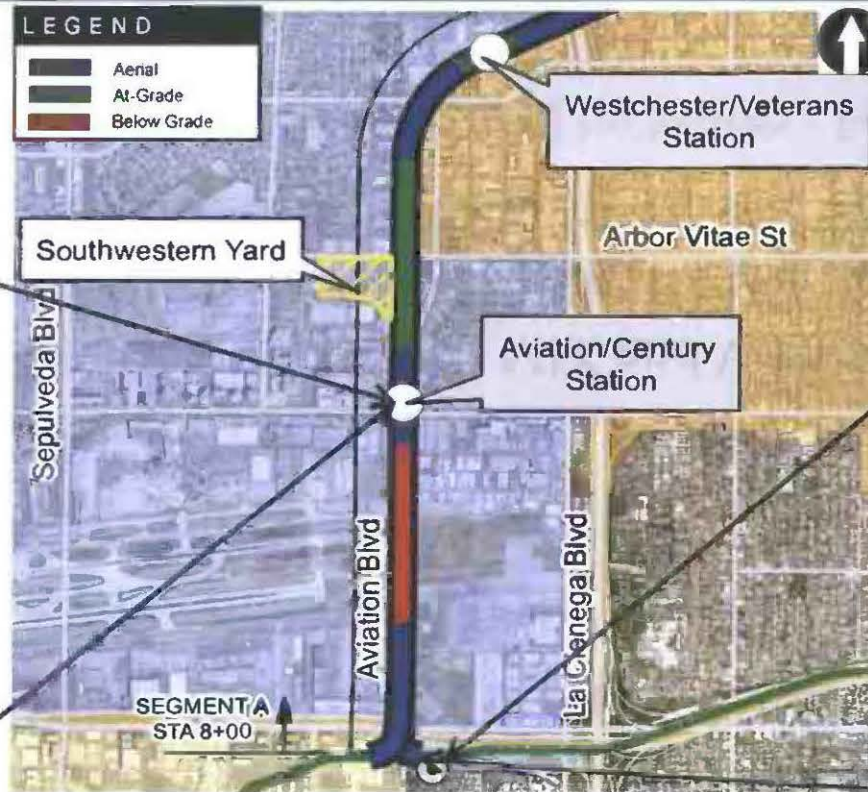 LEGEND
Aerial
At-Grade
Below Grade
Westchester/Veterans
Station
Southwestern Yard
Arbor Vitae St
Sepulveda Blvd
Aviation/Century
Station
Aviation Blvd
La Cienega Blvd
SEGMENT A
STA 8+00